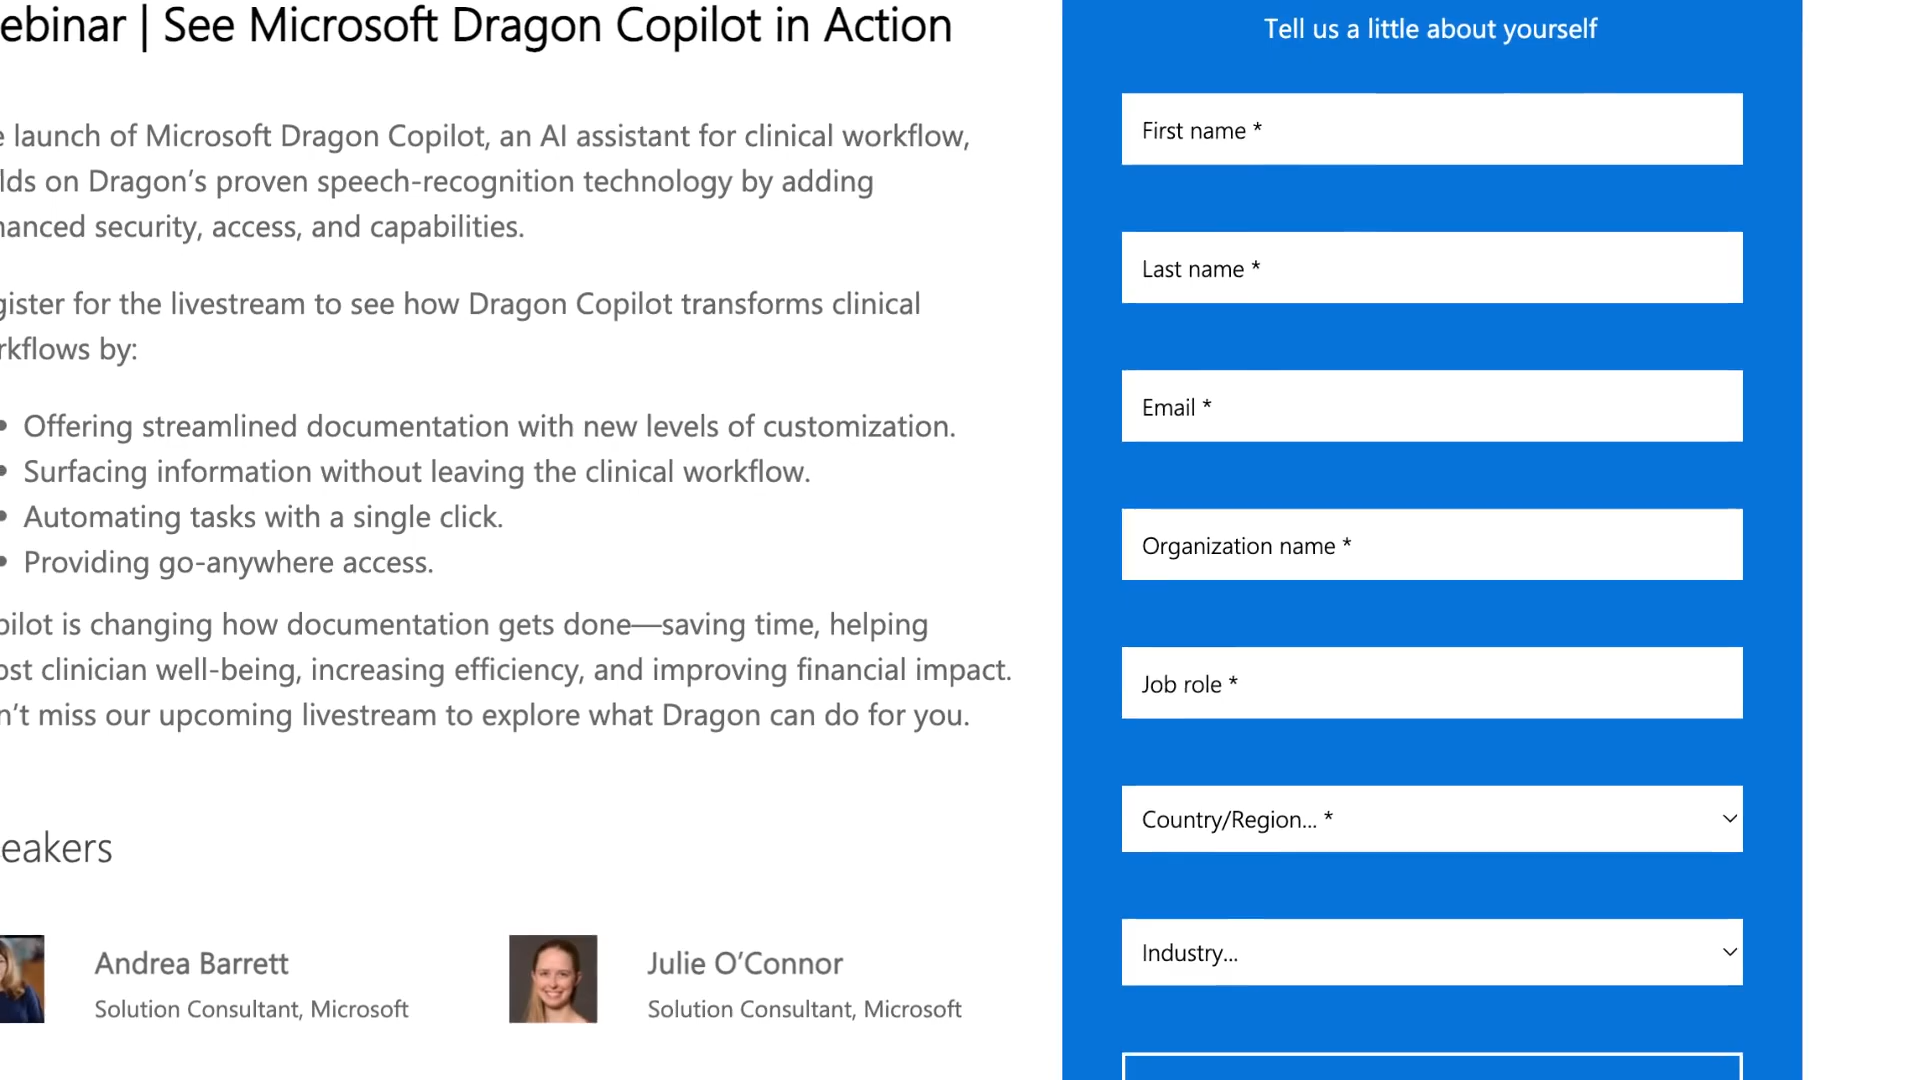 ebinar | See Microsoft Dragon Copilot in Action
e launch of Microsoft Dragon Copilot, an AI assistant for clinical workflow,
lds on Dragon’s proven speech-recognition technology by adding
hanced security, access, and capabilities.
gister for the livestream to see how Dragon Copilot transforms clinical
rkflows by:
• Offering streamlined documentation with new levels of customization.
• Surfacing information without leaving the clinical workflow.
• Automating tasks with a single click.
• Providing go-anywhere access.
pilot is changing how documentation gets done—saving time, helping
ost clinician well-being, increasing efficiency, and improving financial impact.
n’t miss our upcoming livestream to explore what Dragon can do for you.
eakers
Andrea Barrett
Solution Consultant, Microsoft
Julie O’Connor
Solution Consultant, Microsoft
Tell us a little about yourself
First name *
Last name *
Email *
Organization name *
Job role *
Country/Region... *
Industry...